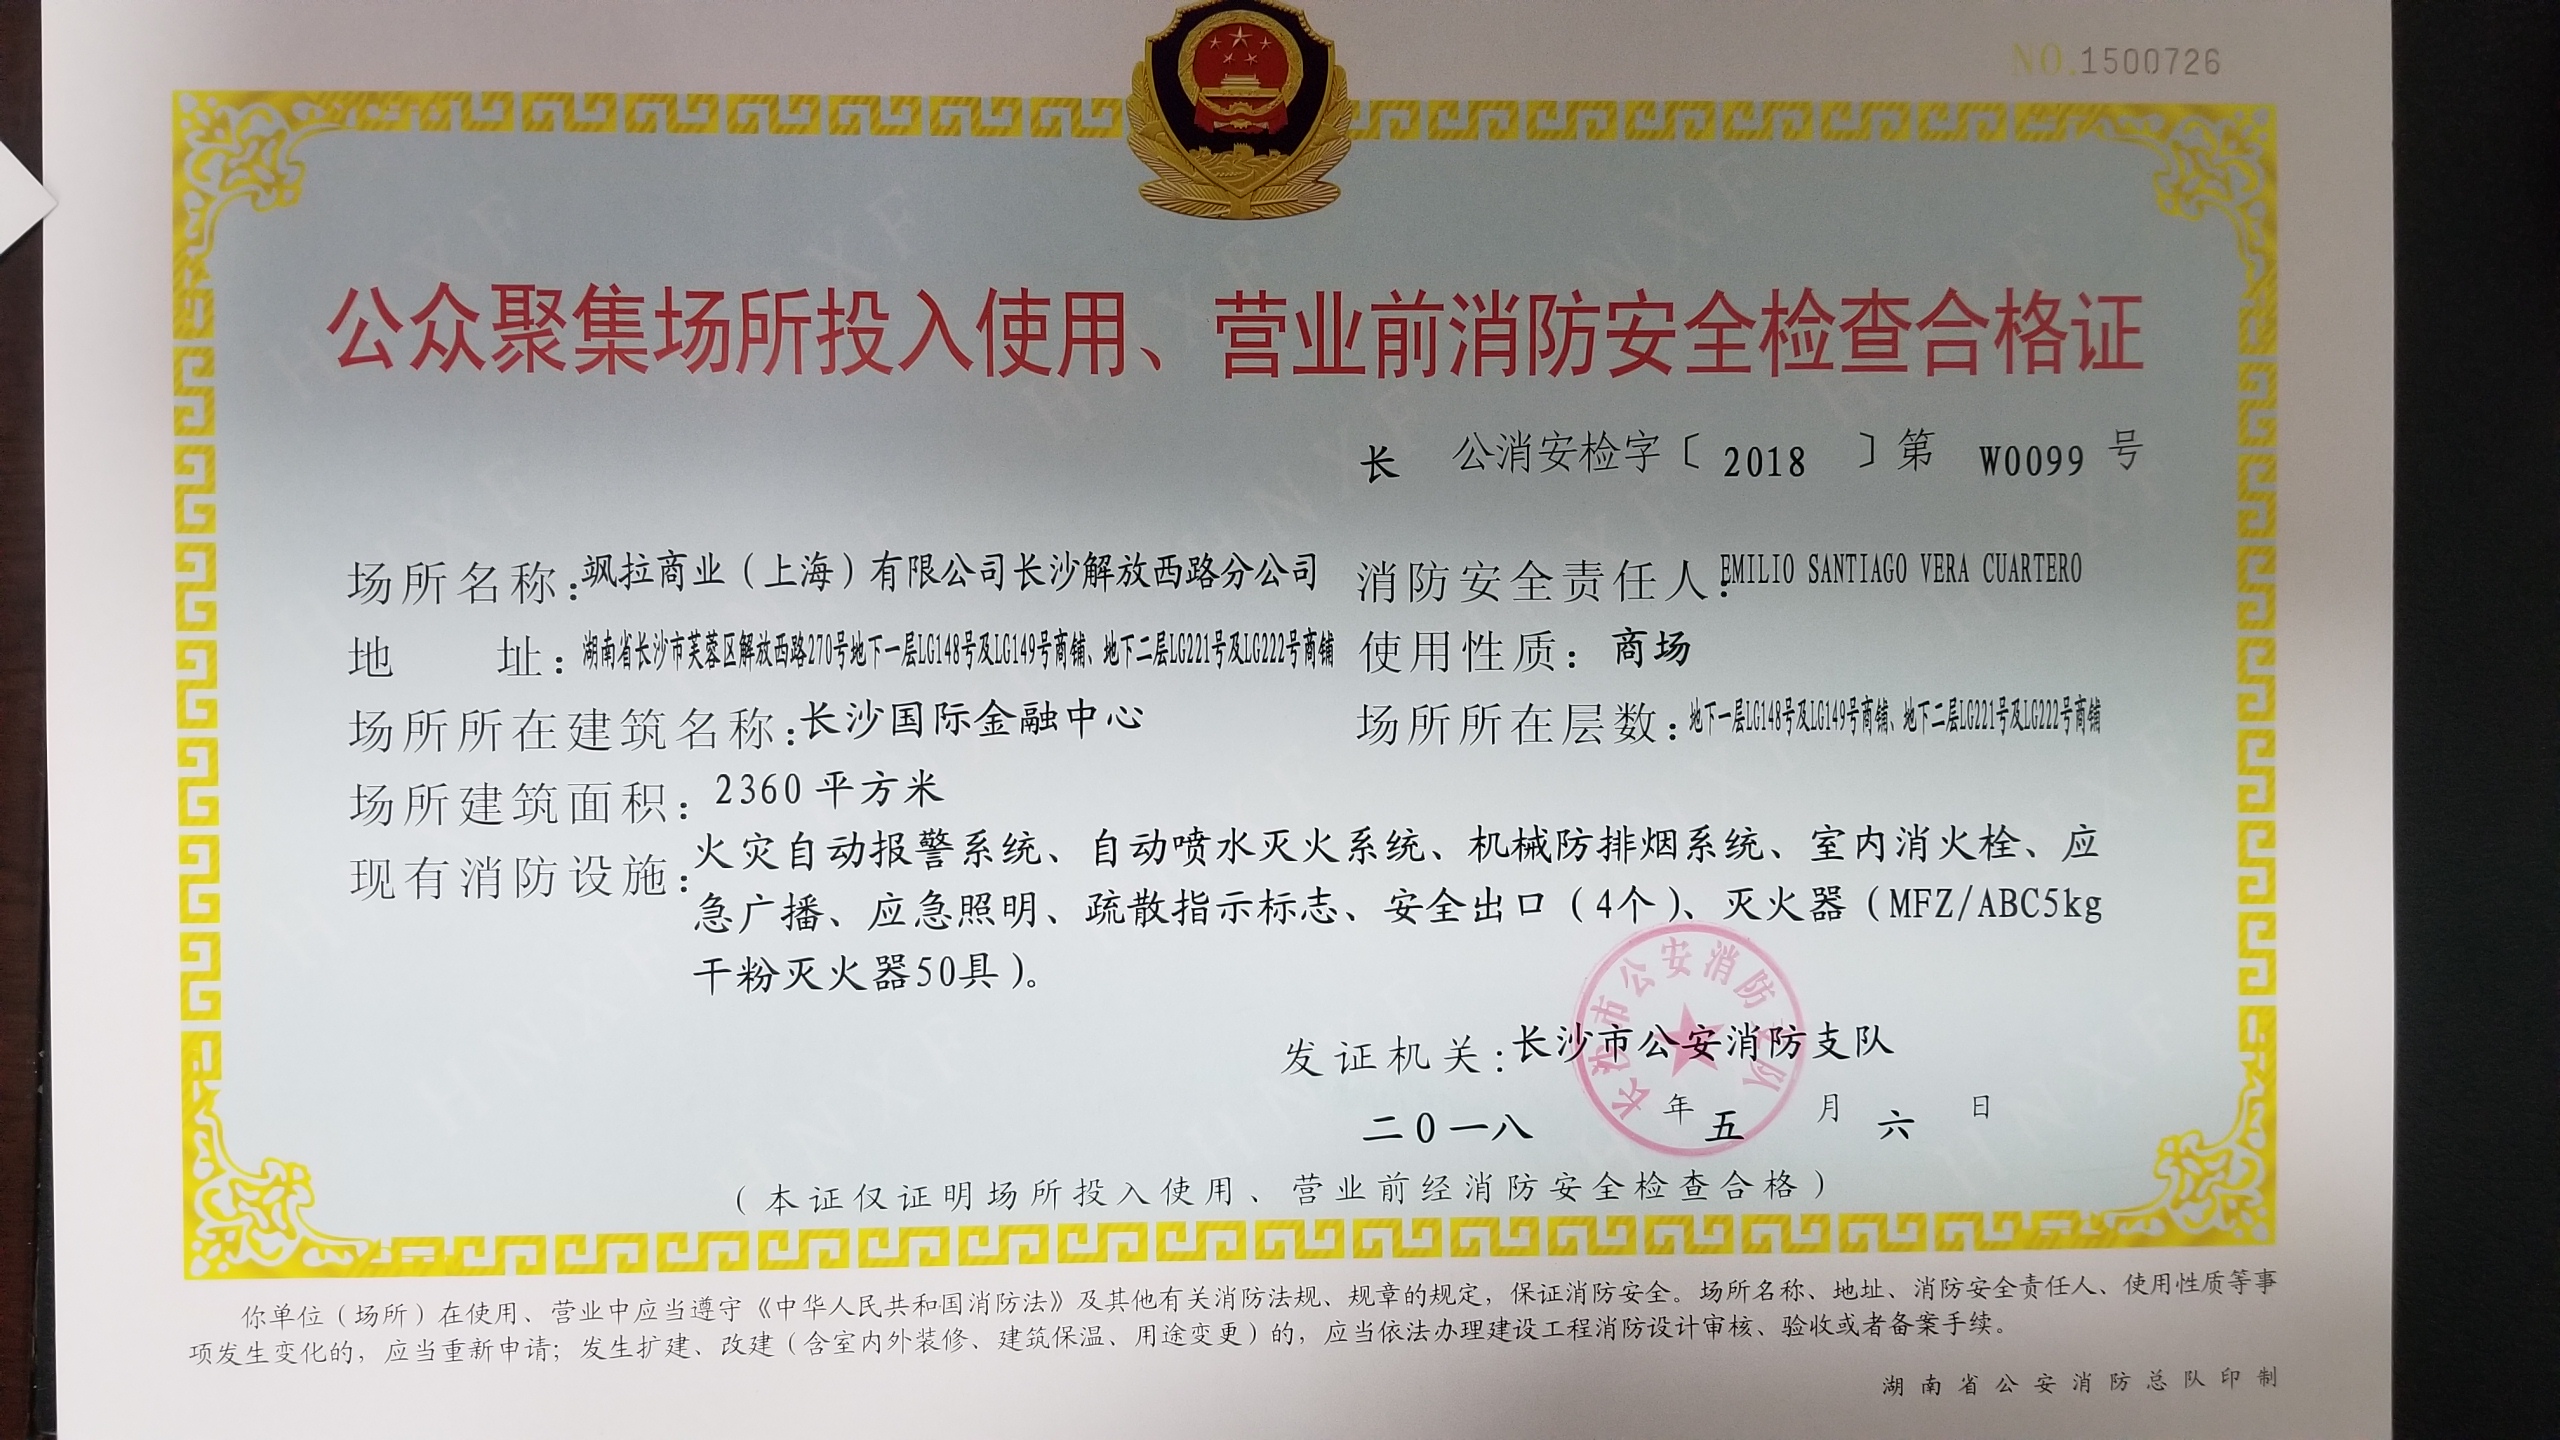 NO.1500726
公众聚集场所投入使用、营业前消防安全检查合格证
长 公消安检字〔 2018 〕第 W0099 号
场所名称：飒拉商业（上海）有限公司长沙解放西路分公司
消防安全责任人：EMILIO SANTIAGO VERA CUARTERO
地 址：湖南省长沙市芙蓉区解放西路270号地下一层LG148号及LG149号商铺、地下二层LG221号及LG222号商铺
使用性质：商场
场所所在建筑名称：长沙国际金融中心
场所所在层数：地下一层LG148号及LG149号商铺、地下二层LG221号及LG222号商铺
场所建筑面积：2360平方米
现有消防设施：火灾自动报警系统、自动喷水灭火系统、机械防排烟系统、室内消火栓、应
急广播、应急照明、疏散指示标志、安全出口（4个）、灭火器（MFZ/ABC5kg
干粉灭火器50具）。
发证机关：长沙市公安消防支队
长沙市公安消防支队
二0一八 年 五 月 六 日
（本证仅证明场所投入使用、营业前经消防安全检查合格）
你单位（场所）在使用、营业中应当遵守《中华人民共和国消防法》及其他有关消防法规、规章的规定，保证消防安全。场所名称、地址、消防安全责任人、使用性质等事
项发生变化的，应当重新申请；发生扩建、改建（含室内外装修、建筑保温、用途变更）的，应当依法办理建设工程消防设计审核、验收或者备案手续。
湖南省公安消防总队印制
HNXF